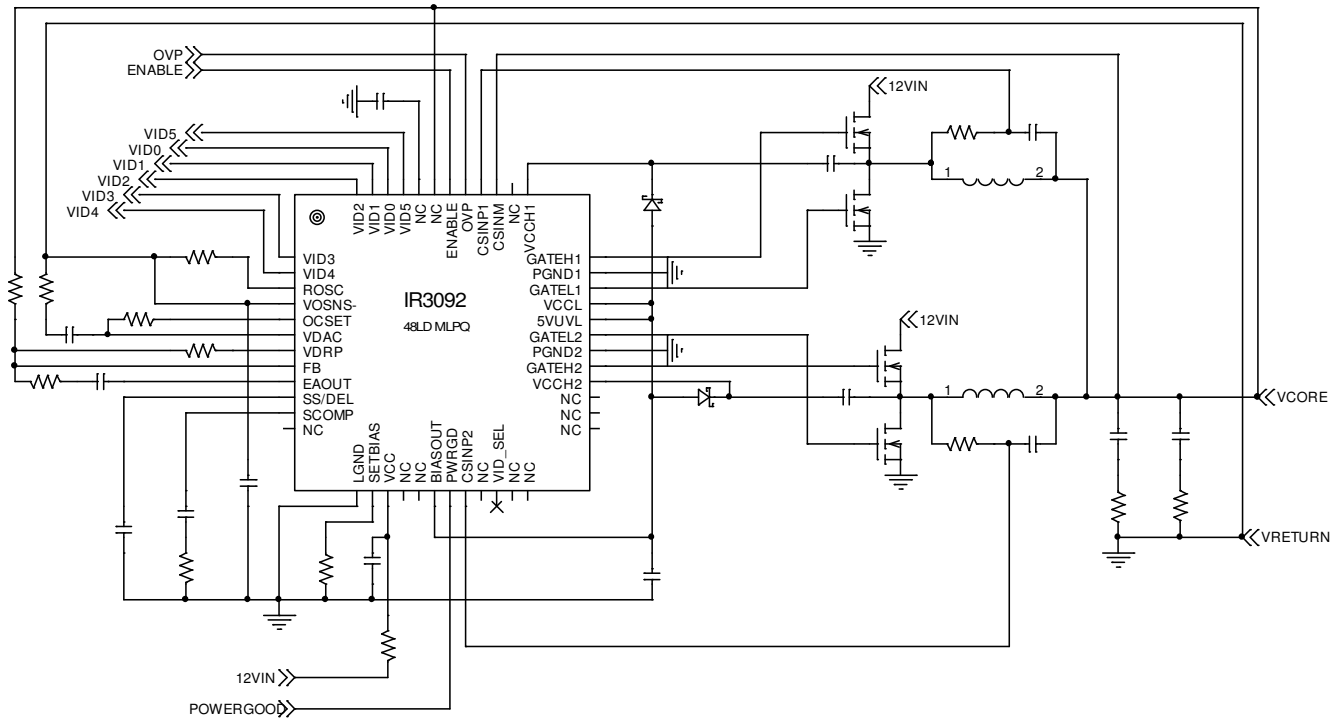 OVP
ENABLE
12VIN
VID5
VID0
VID1
VID2
VID3
VID4
1
2
VID2
VID1
VID0
VID5
NC
NC
ENABLE
OVP
CSINP1
CSINM
NC
VCCH1
VID3
VID4
ROSC
VOSNS-
OCSET
VDAC
VDRP
FB
EAOUT
SS/DEL
SCOMP
NC
IR3092
48LD MLPQ
GATEH1
PGND1
GATEL1
VCCL
5VUVL
GATEL2
PGND2
GATEH2
VCCH2
NC
NC
NC
12VIN
1
2
VCORE
LGND
SETBIAS
VCC
NC
NC
BIASOUT
PWRGD
CSINP2
NC
VID_SEL
NC
NC
VRETURN
12VIN
POWERGOOD